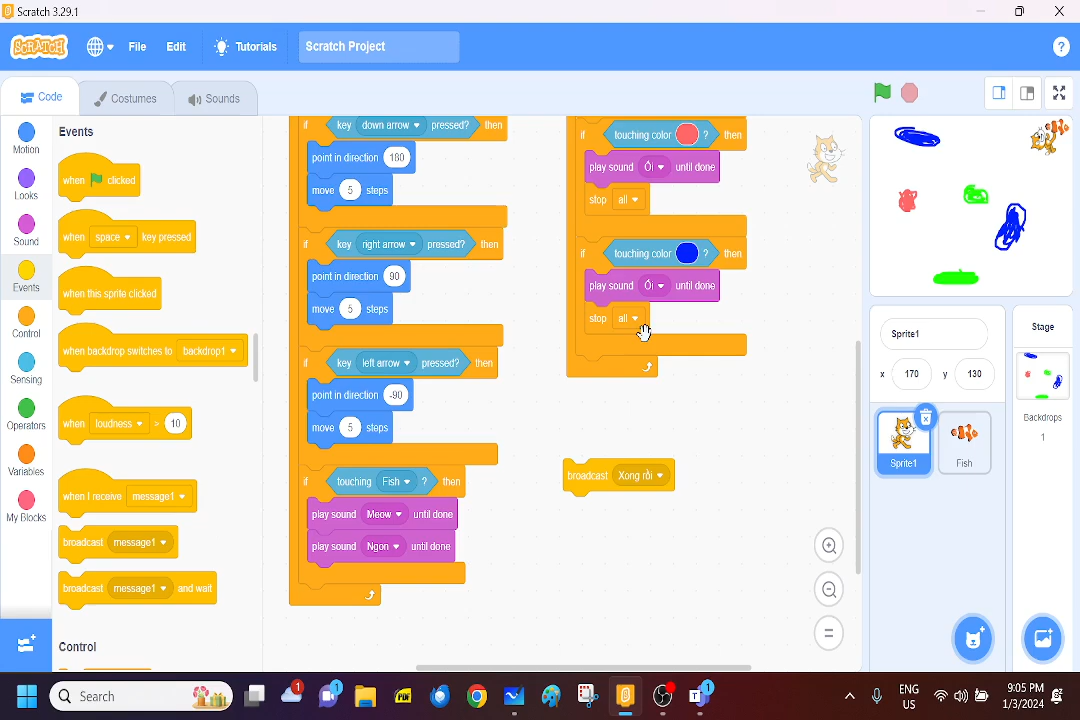 Scratch 3.29.1
SCRATCH File Edit Tutorials Scratch Project ?
Code Costumes Sounds
Motion
Looks
Sound
Events
Control
Sensing
Operators
Variables
My Blocks
Events
when clicked
when space key pressed
when this sprite clicked
when backdrop switches to backdrop1
when loudness > 10
when I receive message1
broadcast message1
broadcast message1 and wait
Control
if key down arrow pressed? then
point in direction 180
move 5 steps
if key right arrow pressed? then
point in direction 90
move 5 steps
if key left arrow pressed? then
point in direction -90
move 5 steps
if touching Fish ? then
play sound Meow until done
play sound Ngon until done
if touching color ? then
play sound Ối until done
stop all
if touching color ? then
play sound Ối until done
stop all
broadcast Xong rồi
Sprite1
x 170 y 130
Sprite1
Fish
Stage
Backdrops
1
Search
1
1
PDF
1
ENG
US
9:05 PM
1/3/2024